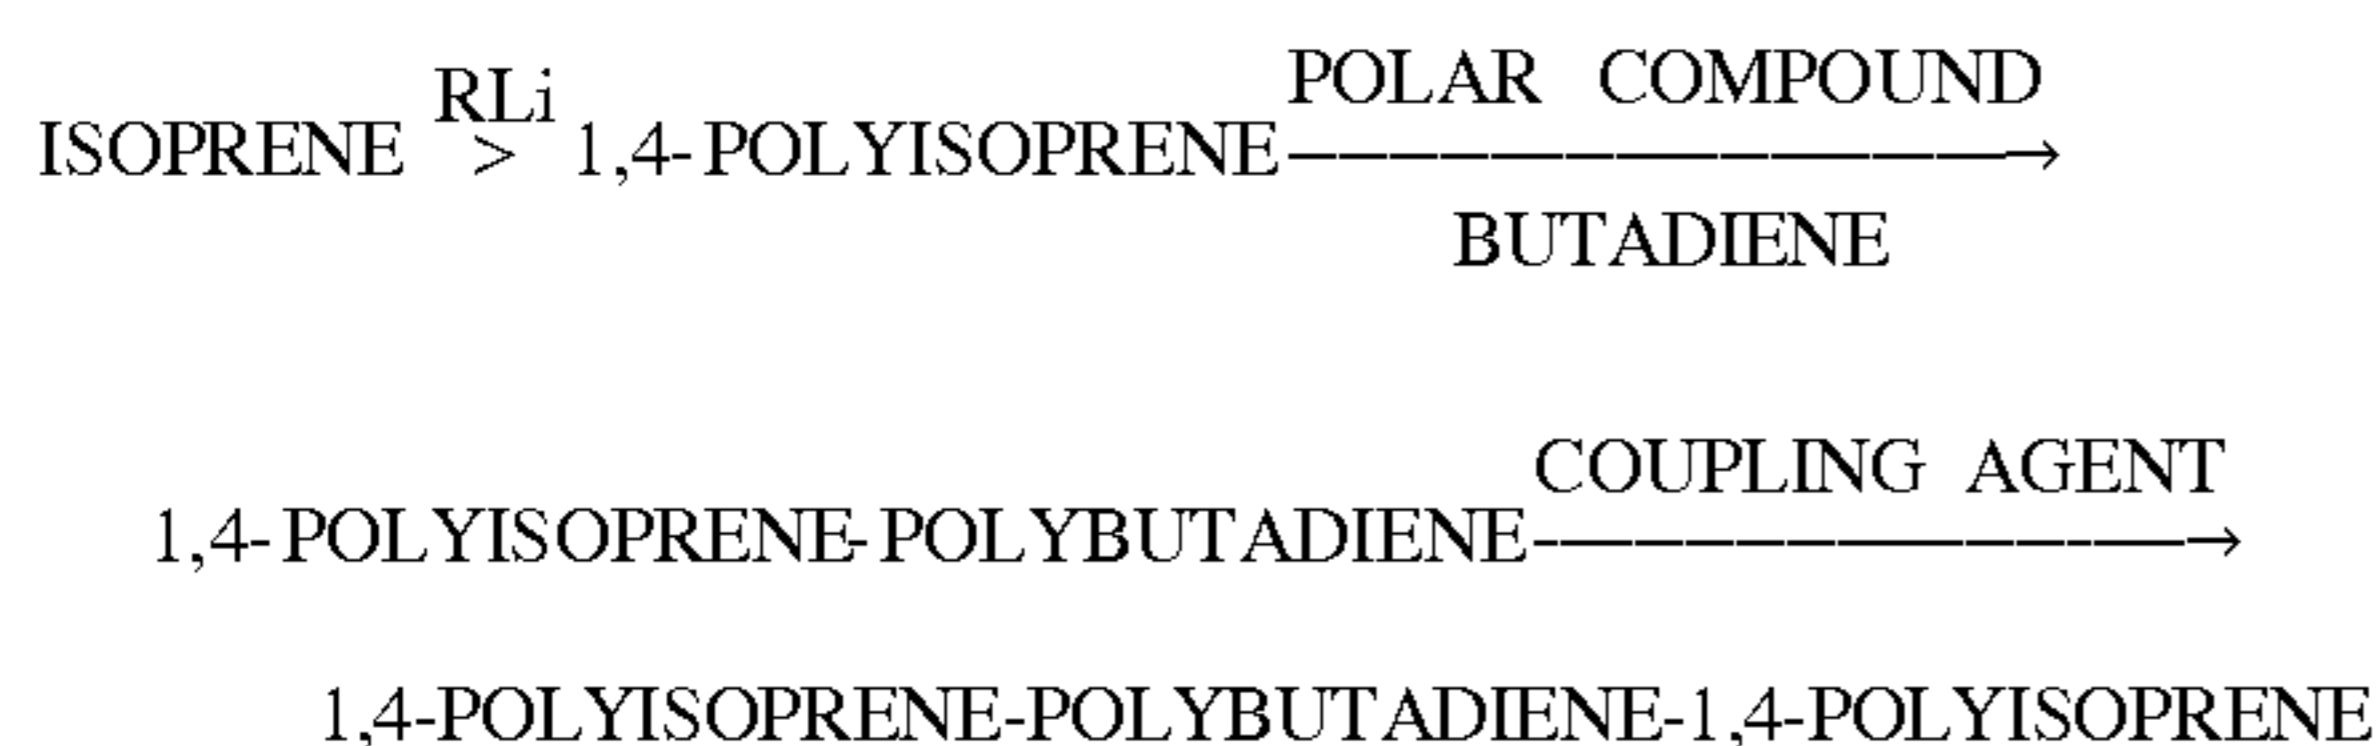 RLi POLAR COMPOUND
ISOPRENE > 1,4-POLYISOPRENE ⟶
BUTADIENE
COUPLING AGENT
1,4-POLYISOPRENE-POLYBUTADIENE ⟶
1,4-POLYISOPRENE-POLYBUTADIENE-1,4-POLYISOPRENE